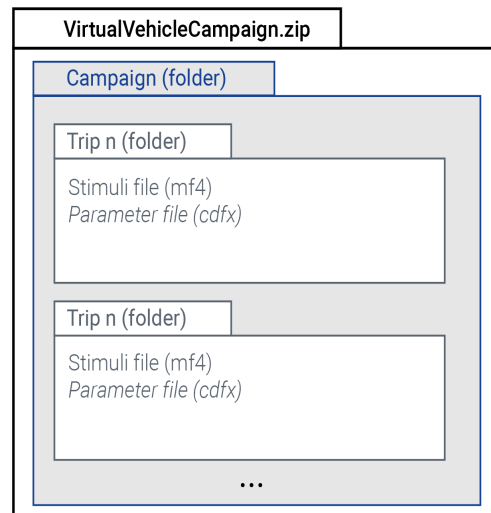 VirtualVehicleCampaign.zip
Campaign (folder)
Trip n (folder)
Stimuli file (mf4)
Parameter file (cdfx)
Trip n (folder)
Stimuli file (mf4)
Parameter file (cdfx)
...